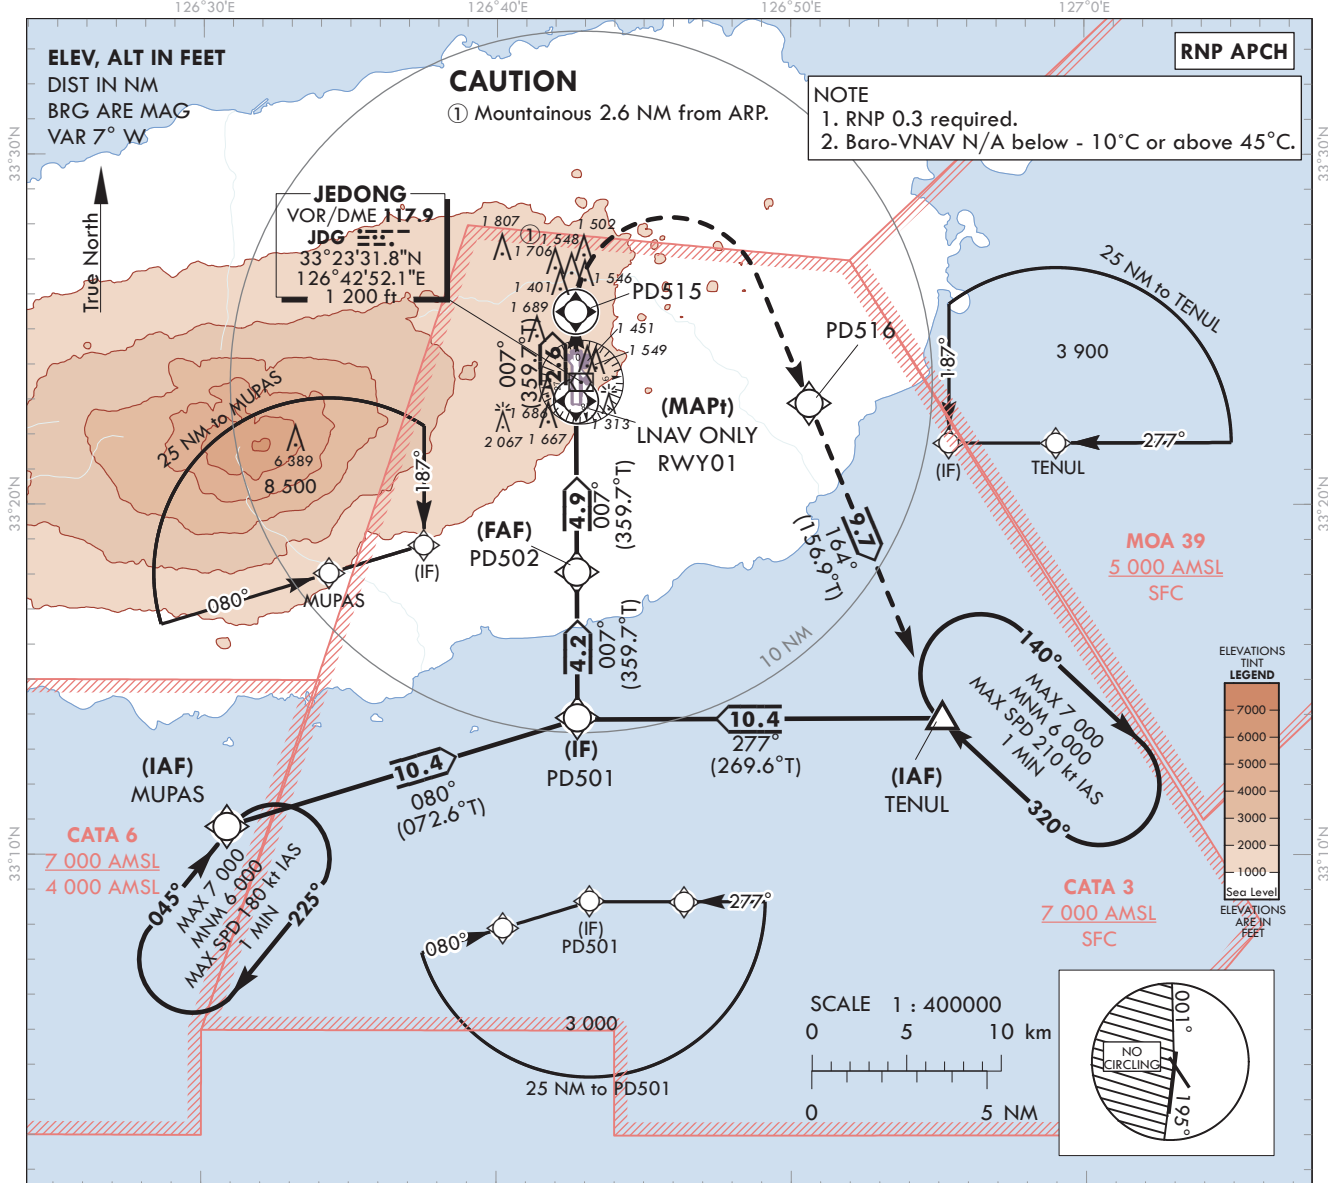 126°30'E
126°40'E
126°50'E
127°0'E
ELEV, ALT IN FEET
DIST IN NM
BRG ARE MAG
VAR 7° W
True North
CAUTION
① Mountainous 2.6 NM from ARP.
RNP APCH
NOTE
1. RNP 0.3 required.
2. Baro-VNAV N/A below - 10°C or above 45°C.
33°30'N
33°30'N
33°20'N
33°20'N
33°10'N
33°10'N
JEDONG
VOR/DME 117.9
JDG
33°23'31.8"N
126°42'52.1"E
1 200 ft
1 807
①
1 502
1 548
1 706
1 546
1 401
1 689
1 451
1 549
1 686
1 313
2 067
1 667
PD515
007°
(359.7°T)
2.6
PD516
(MAPt)
LNAV ONLY
RWY01
25 NM to MUPAS
6 389
8 500
187°
(IF)
MUPAS
080°
25 NM to TENUL
3 900
187°
277°
(IF)
TENUL
4.9
007°
(359.7°T)
(FAF)
PD502
4.2
007°
(359.7°T)
9.7
164°
(156.9°T)
10 NM
MOA 39
5 000 AMSL
SFC
140°
MAX 7 000
MNM 6 000
MAX SPD 210 kt IAS
1 MIN
320°
10.4
277°
(269.6°T)
(IF)
PD501
(IAF)
TENUL
(IAF)
MUPAS
10.4
080°
(072.6°T)
CATA 6
7 000 AMSL
4 000 AMSL
045°
MAX 7 000
MNM 6 000
MAX SPD 180 kt IAS
1 MIN
225°
CATA 3
7 000 AMSL
SFC
ELEVATIONS
TINT
LEGEND
7000
6000
5000
4000
3000
2000
1000
Sea Level
ELEVATIONS
ARE IN
FEET
080°
277°
(IF)
PD501
3 000
25 NM to PD501
SCALE 1 : 400000
0 5 10 km
0 5 NM
NO
CIRCLING
001°
195°